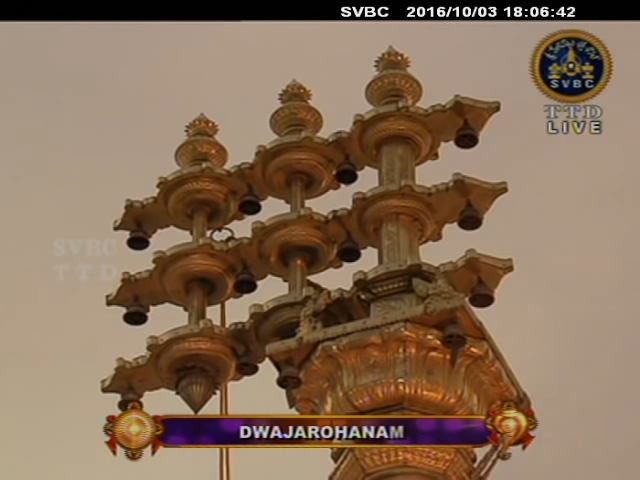 SVBC 2016/10/03 18:06:42
SVBC
TTD
LIVE
SVBC
TTD
DWAJAROHANAM